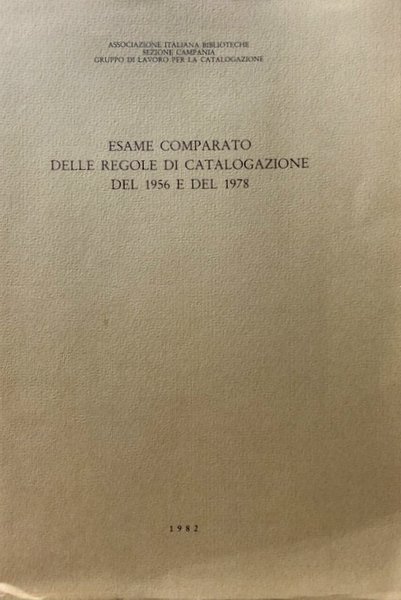 ASSOCIAZIONE ITALIANA BIBLIOTECHE
SEZIONE CAMPANIA
GRUPPO DI LAVORO PER LA CATALOGAZIONE
ESAME COMPARATO
DELLE REGOLE DI CATALOGAZIONE
DEL 1956 E DEL 1978
1982